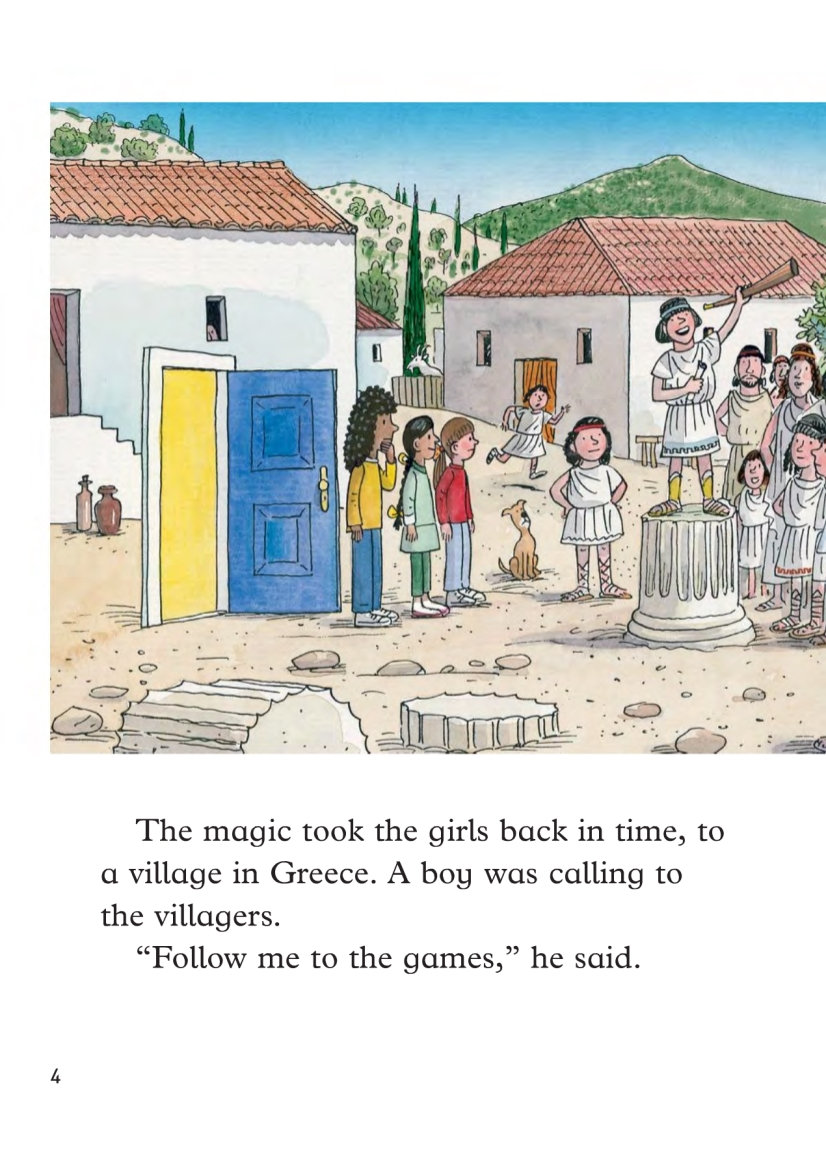 The magic took the girls back in time, to
a village in Greece. A boy was calling to
the villagers.
“Follow me to the games,” he said.
4